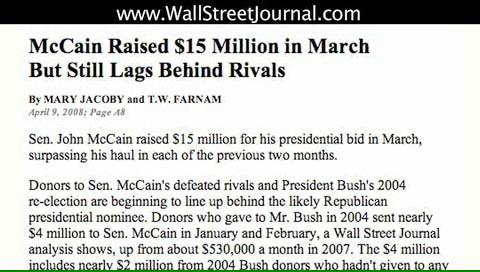 www.WallStreetJournal.com
McCain Raised $15 Million in March
But Still Lags Behind Rivals
By MARY JACOBY and T.W. FARNAM
April 9, 2008; Page A8
Sen. John McCain raised $15 million for his presidential bid in March,
surpassing his haul in each of the previous two months.
Donors to Sen. McCain's defeated rivals and President Bush's 2004
re-election are beginning to line up behind the likely Republican
presidential nominee. Donors who gave to Mr. Bush in 2004 sent nearly
$4 million to Sen. McCain in January and February, a Wall Street Journal
analysis shows, up from about $530,000 a month in 2007. The $4 million
includes nearly $2 million from 2004 Bush donors who hadn't given to any